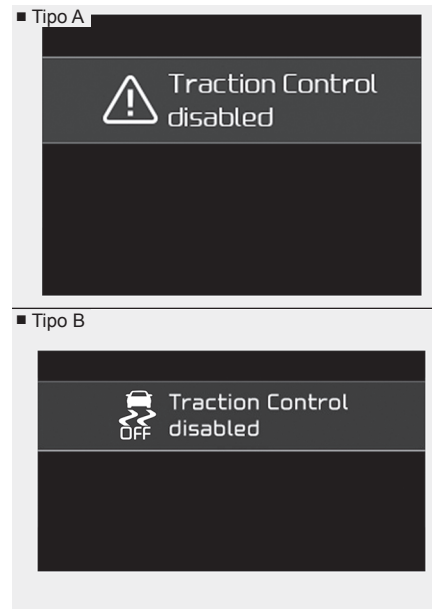 ■ Tipo A
Traction Control
disabled
■ Tipo B
Traction Control
disabled
OFF